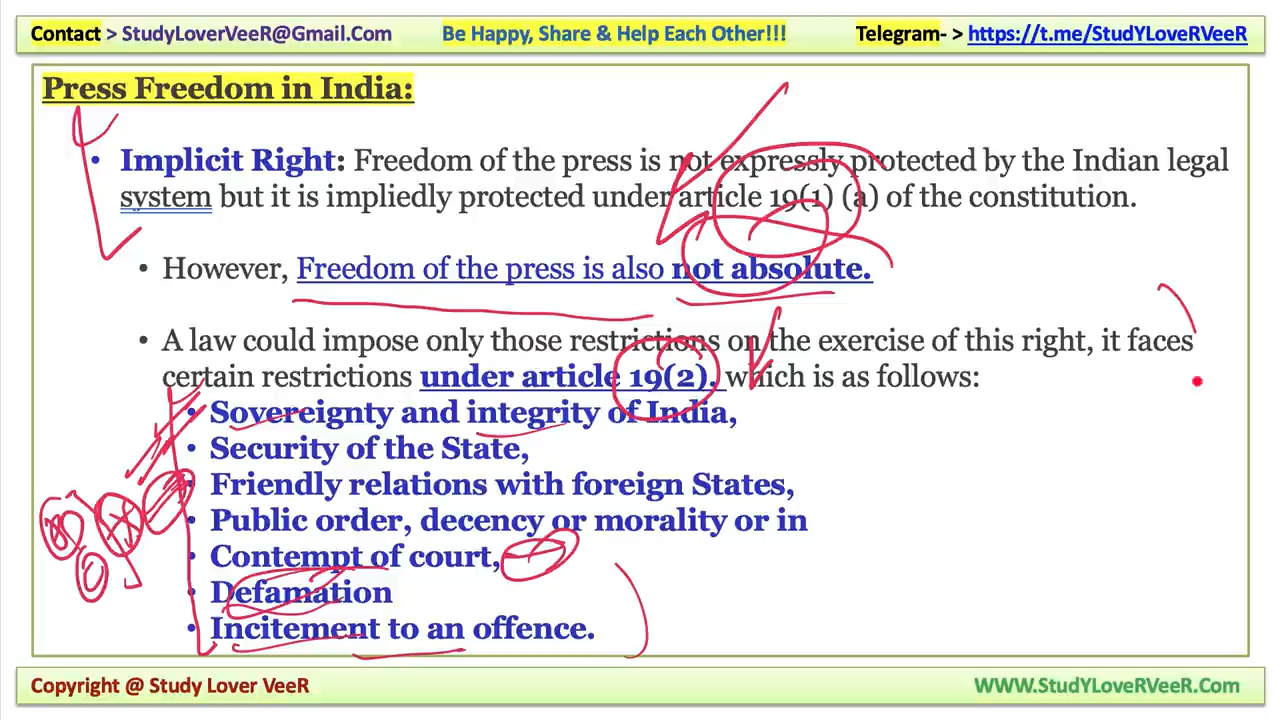 Contact > StudyLoverVeeR@Gmail.Com Be Happy, Share & Help Each Other!!! Telegram- > https://t.me/StudYLoveRVeeR
Press Freedom in India:
• Implicit Right: Freedom of the press is not expressly protected by the Indian legal
system but it is impliedly protected under article 19(1) (a) of the constitution.
• However, Freedom of the press is also not absolute.
• A law could impose only those restrictions on the exercise of this right, it faces
certain restrictions under article 19(2). which is as follows:
• Sovereignty and integrity of India,
• Security of the State,
• Friendly relations with foreign States,
• Public order, decency or morality or in
• Contempt of court,
• Defamation
• Incitement to an offence.
Copyright @ Study Lover VeeR WWW.StudYLoveRVeeR.Com